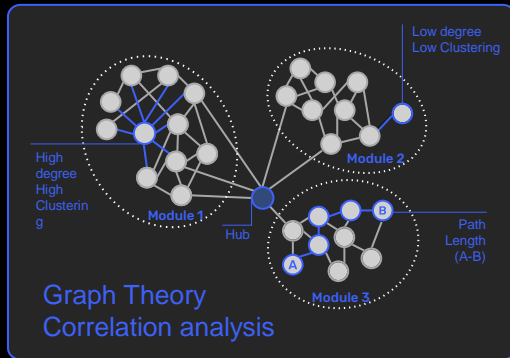 Low degree
Low Clustering
High
degree
High
Clusterin
g
Module 1
Module 2
Hub
B
A
Path
Length
(A-B)
Module 3
Graph Theory
Correlation analysis